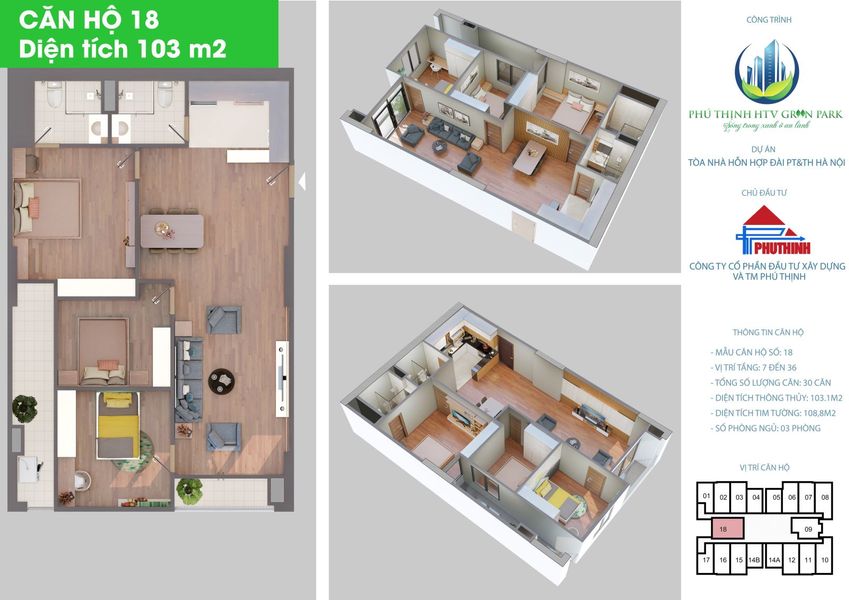 CĂN HỘ 18
Diện tích 103 m2
CÔNG TRÌNH
PHÚ THỊNH HTV GREEN PARK
Sống trong xanh ở an lành
DỰ ÁN
TÒA NHÀ HỖN HỢP ĐÀI PT&TH HÀ NỘI
CHỦ ĐẦU TƯ
PHUTHINH
CÔNG TY CỔ PHẦN ĐẦU TƯ XÂY DỰNG
VÀ TM PHÚ THỊNH
THÔNG TIN CĂN HỘ
- MẪU CĂN HỘ SỐ: 18
- VỊ TRÍ TẦNG: 7 ĐẾN 36
- TỔNG SỐ LƯỢNG CĂN: 30 CĂN
- DIỆN TÍCH THÔNG THỦY: 103.1M2
- DIỆN TÍCH TIM TƯỜNG: 108,8M2
- SỐ PHÒNG NGỦ: 03 PHÒNG
VỊ TRÍ CĂN HỘ
01 02 03 04 05 06 07 08
18 09
17 16 15 14B 14A 12 11 10